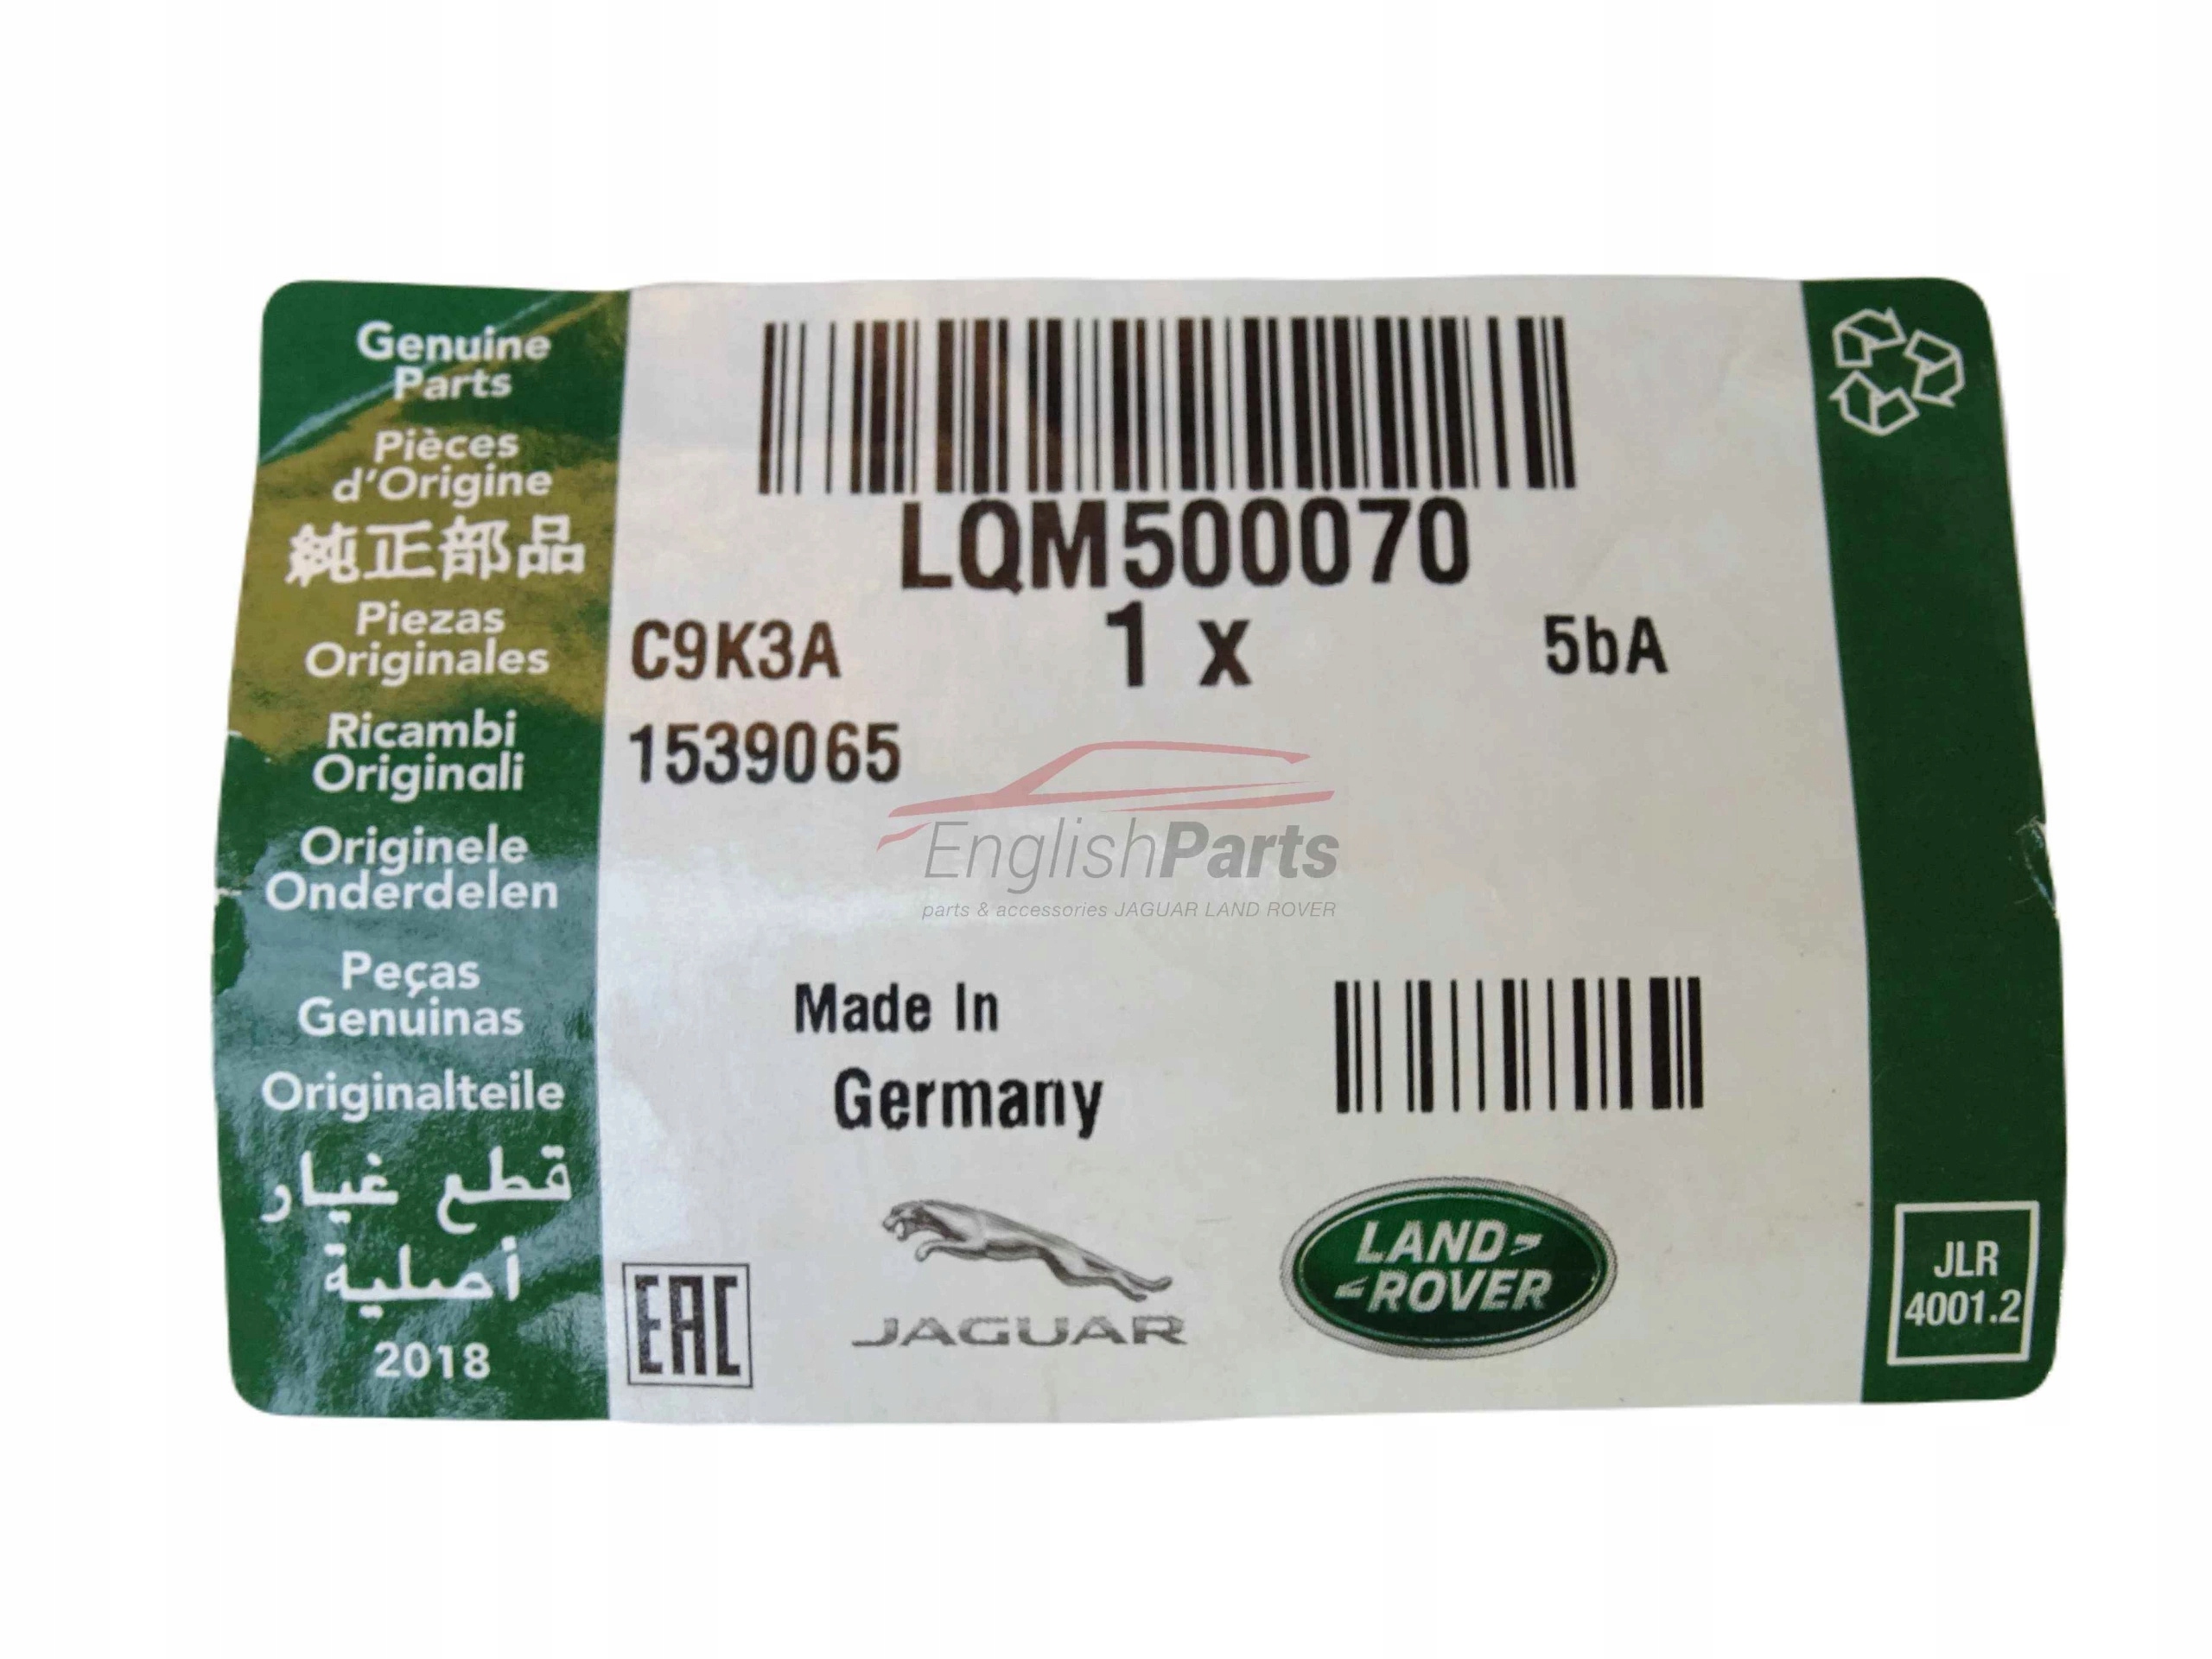 Genuine
Parts
Pièces
d'Origine
純正部品
Piezas
Originales
Ricambi
Originali
Originele
Onderdelen
Peças
Genuinas
Originalteile
قطع غيار
أصلية
2018
LQM500070
C9K3A 1 x 5bA
1539065
EnglishParts
parts & accessories JAGUAR LAND ROVER
Made In
Germany
EAC
JAGUAR
LAND
ROVER
JLR
4001.2